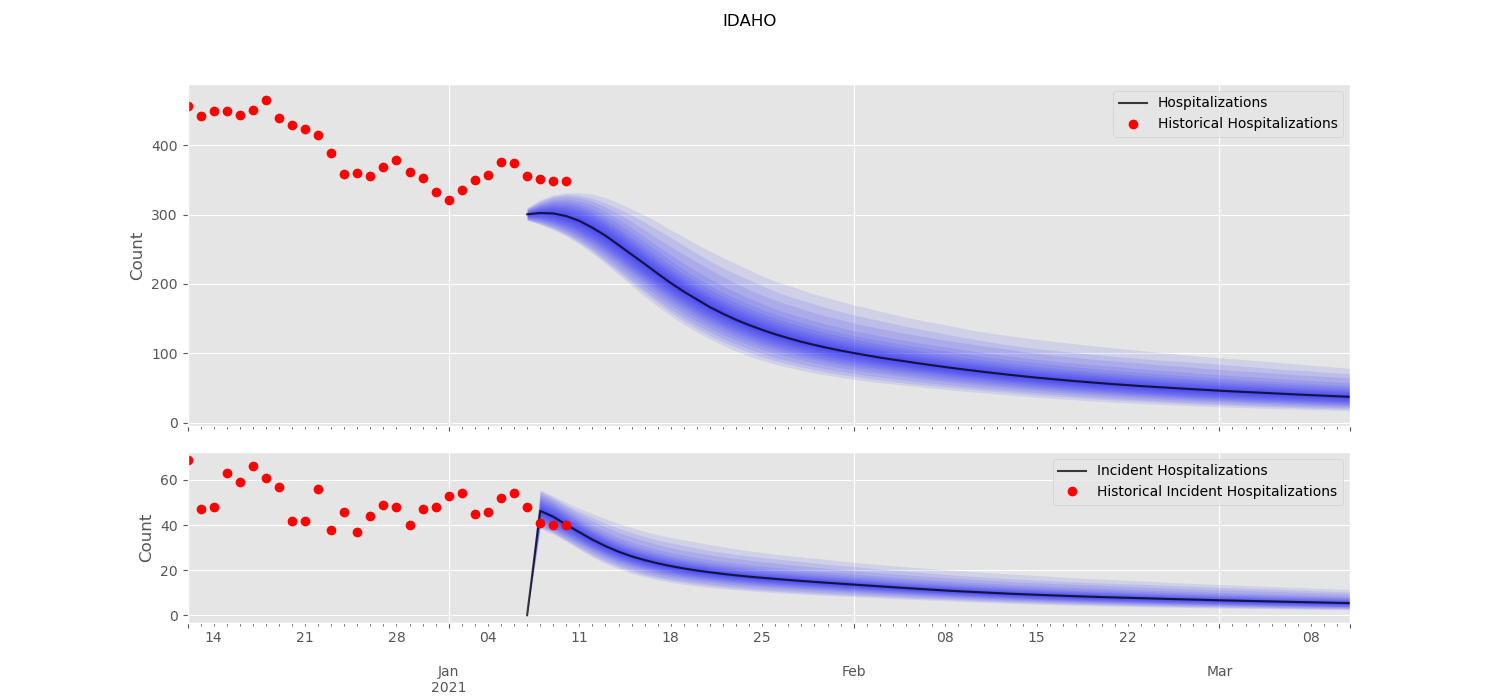 IDAHO
Hospitalizations
Historical Hospitalizations
400
300
200
100
0
Count
Incident Hospitalizations
Historical Incident Hospitalizations
60
40
20
0
Count
14 21 28 04 11 18 25 08 15 22 08
Jan Feb Mar
2021